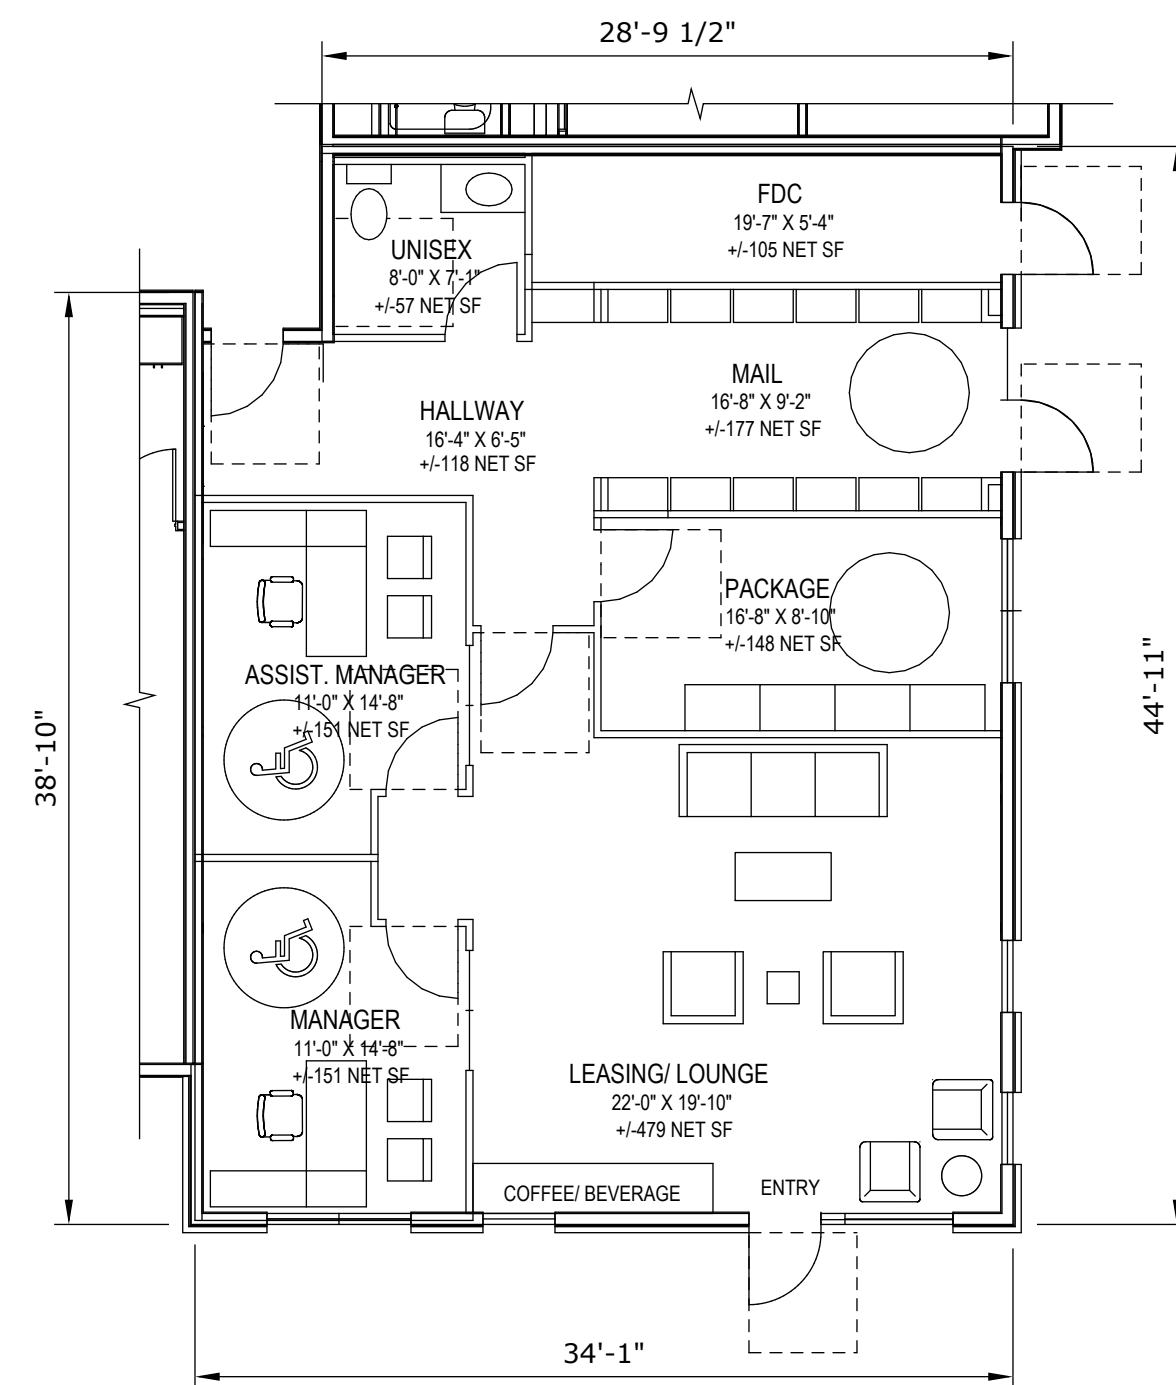 28'-9 1/2"
FDC
19'-7" X 5'-4"
+/-105 NET SF
UNISEX
8'-0" X 7'-1"
+/-57 NET SF
MAIL
16'-8" X 9'-2"
+/-177 NET SF
HALLWAY
16'-4" X 6'-5"
+/-118 NET SF
PACKAGE
16'-8" X 8'-10"
+/-148 NET SF
ASSIST. MANAGER
11'-0" X 14'-8"
+/-151 NET SF
38'-10"
44'-11"
MANAGER
11'-0" X 14'-8"
+/-151 NET SF
LEASING/ LOUNGE
22'-0" X 19'-10"
+/-479 NET SF
COFFEE/ BEVERAGE
ENTRY
34'-1"